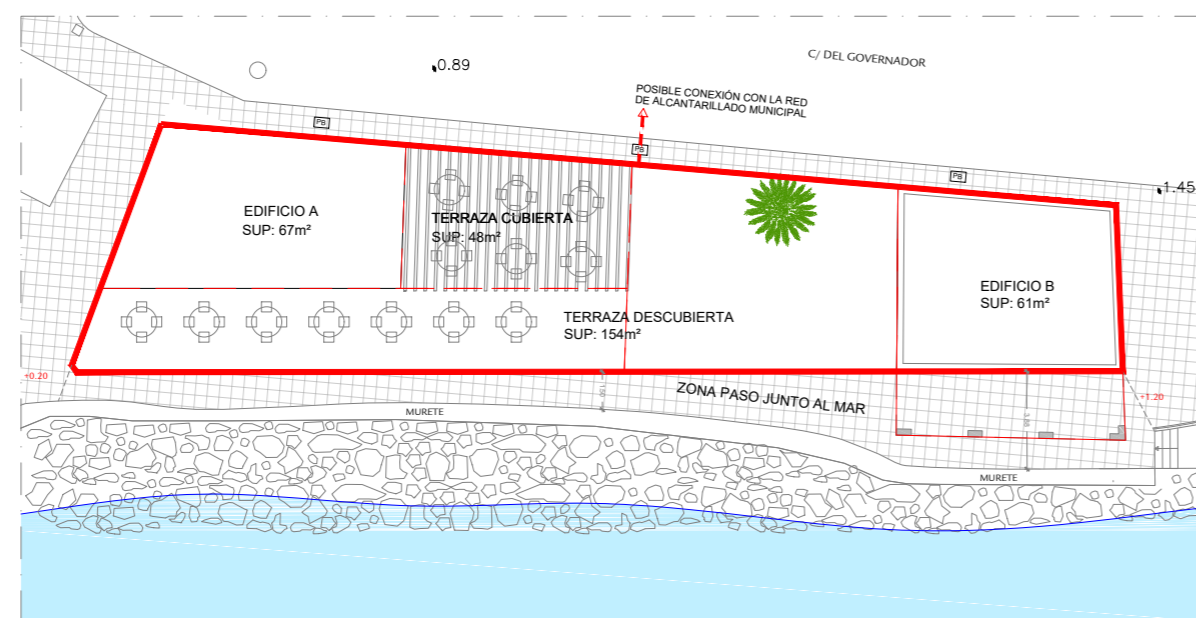 C/ DEL GOVERNADOR
0.89
POSIBLE CONEXIÓN CON LA RED
DE ALCANTARILLADO MUNICIPAL
PB
PB
PB
1.45
EDIFICIO A
SUP: 67m²
TERRAZA CUBIERTA
SUP: 48m²
EDIFICIO B
SUP: 61m²
TERRAZA DESCUBIERTA
SUP: 154m²
+0.20
1.50
ZONA PASO JUNTO AL MAR
+1.20
MURETE
MURETE